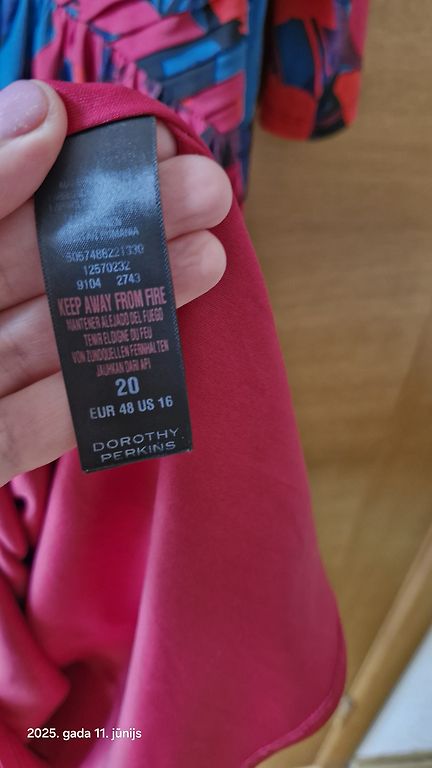 ROMANIA
5057486221330
12570232
9104 2743
KEEP AWAY FROM FIRE
MANTENER ALEJADO DEL FUEGO
TENIR ELOIGNE DU FEU
VON ZUNDQUELLEN FERNHALTEN
JAUHKAN DARI API
20
EUR 48 US 16
DOROTHY
PERKINS
2025. gada 11. jūnijs